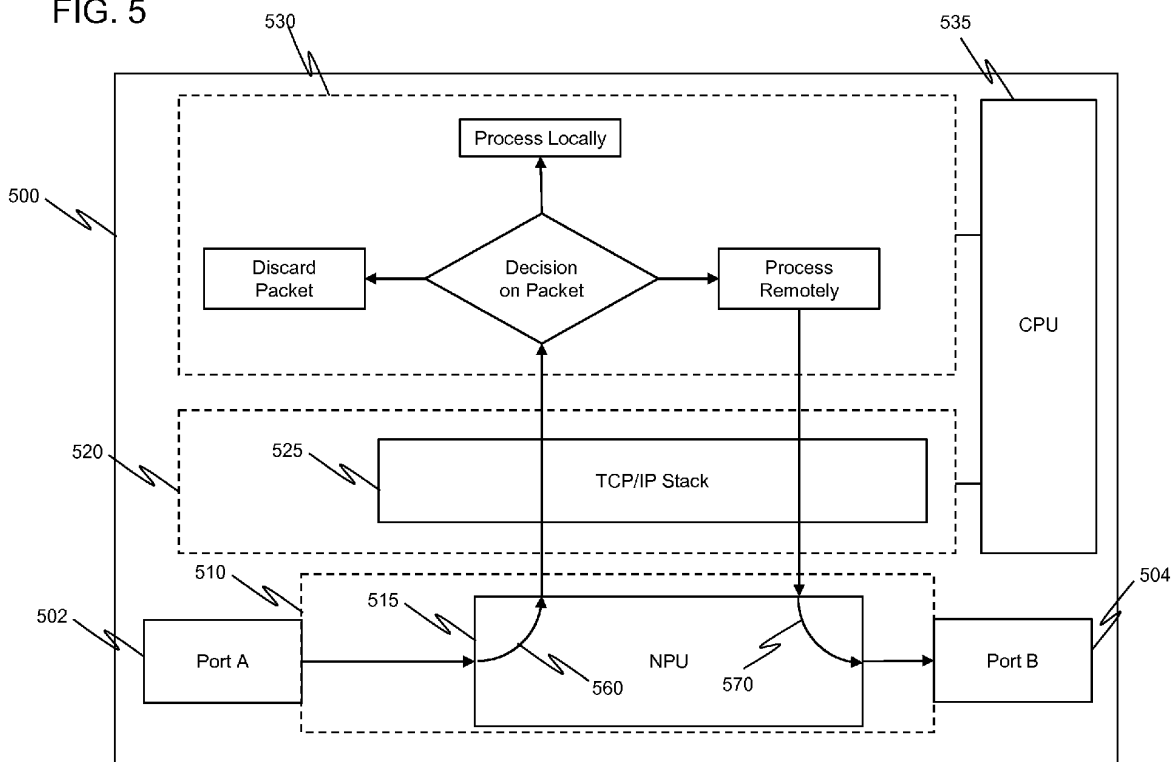 FIG. 5
530
535
Process Locally
500
Discard
Packet
Decision
on Packet
Process
Remotely
CPU
520
525
TCP/IP Stack
510
515
504
502
Port A
560
NPU
570
Port B